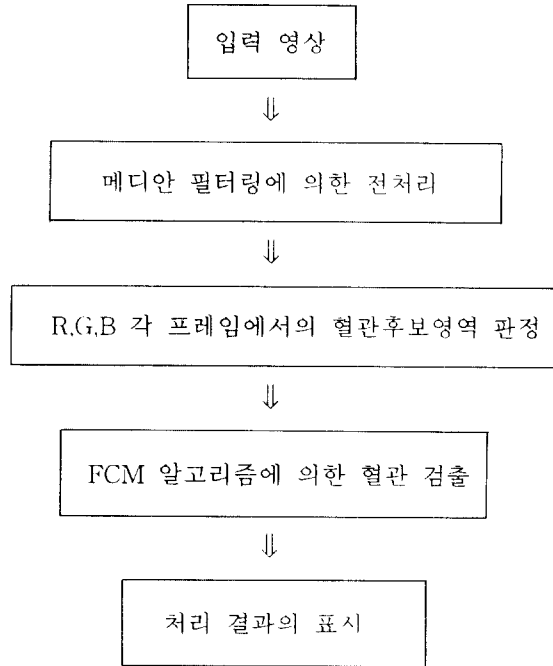 입력 영상
⇓
메디안 필터링에 의한 전처리
⇓
R,G,B 각 프레임에서의 혈관후보영역 판정
⇓
FCM 알고리즘에 의한 혈관 검출
⇓
처리 결과의 표시